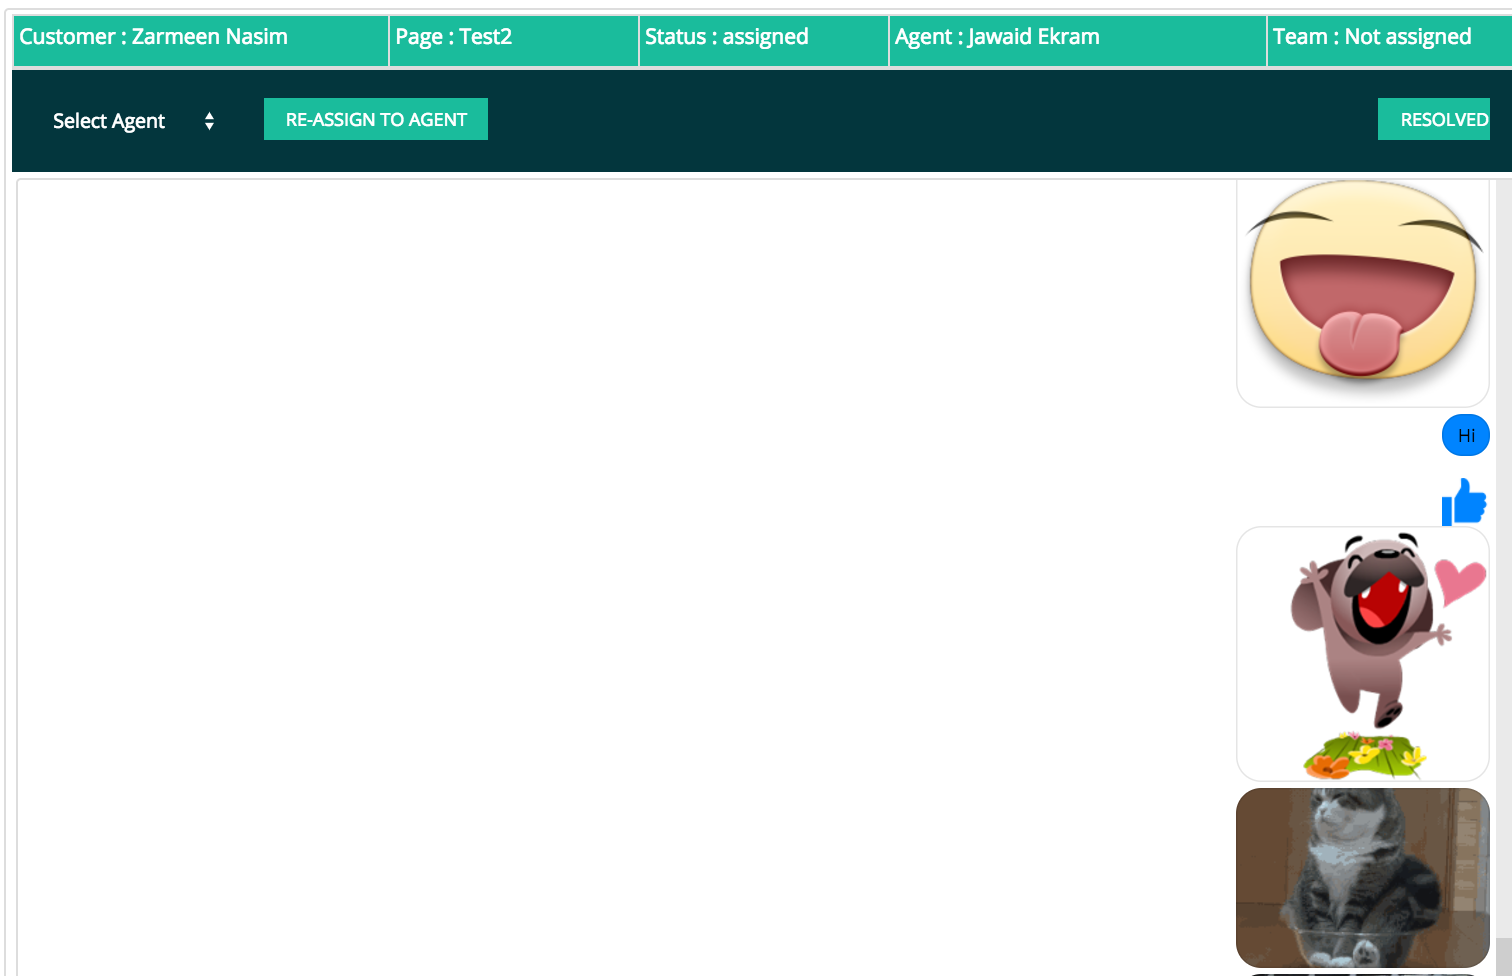 Customer : Zarmeen Nasim
Page : Test2
Status : assigned
Agent : Jawaid Ekram
Team : Not assigned
Select Agent
RE-ASSIGN TO AGENT
RESOLVED
Hi